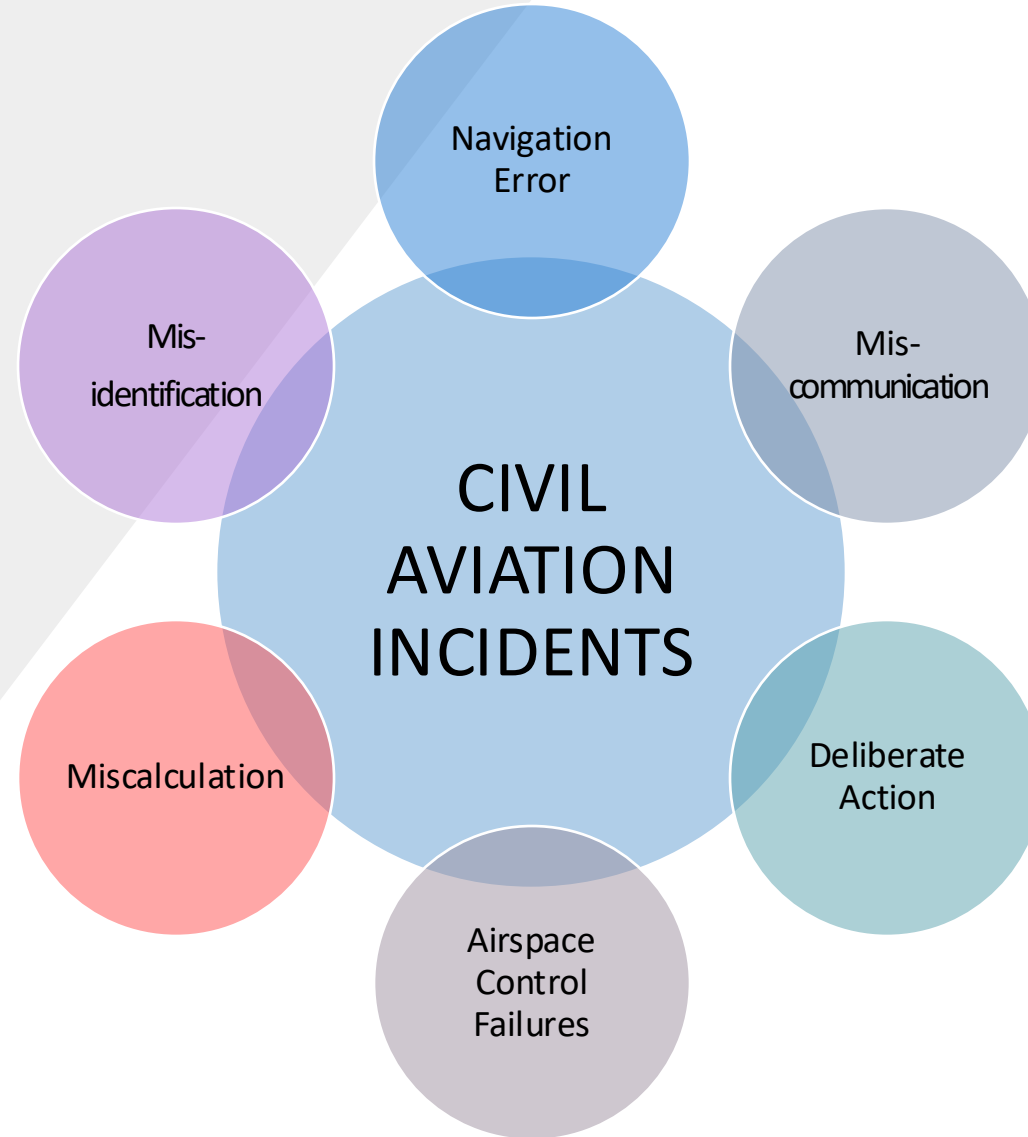 Navigation
Error
Mis-
communication
Deliberate
Action
Airspace
Control
Failures
Miscalculation
Mis-
identification
CIVIL
AVIATION
INCIDENTS